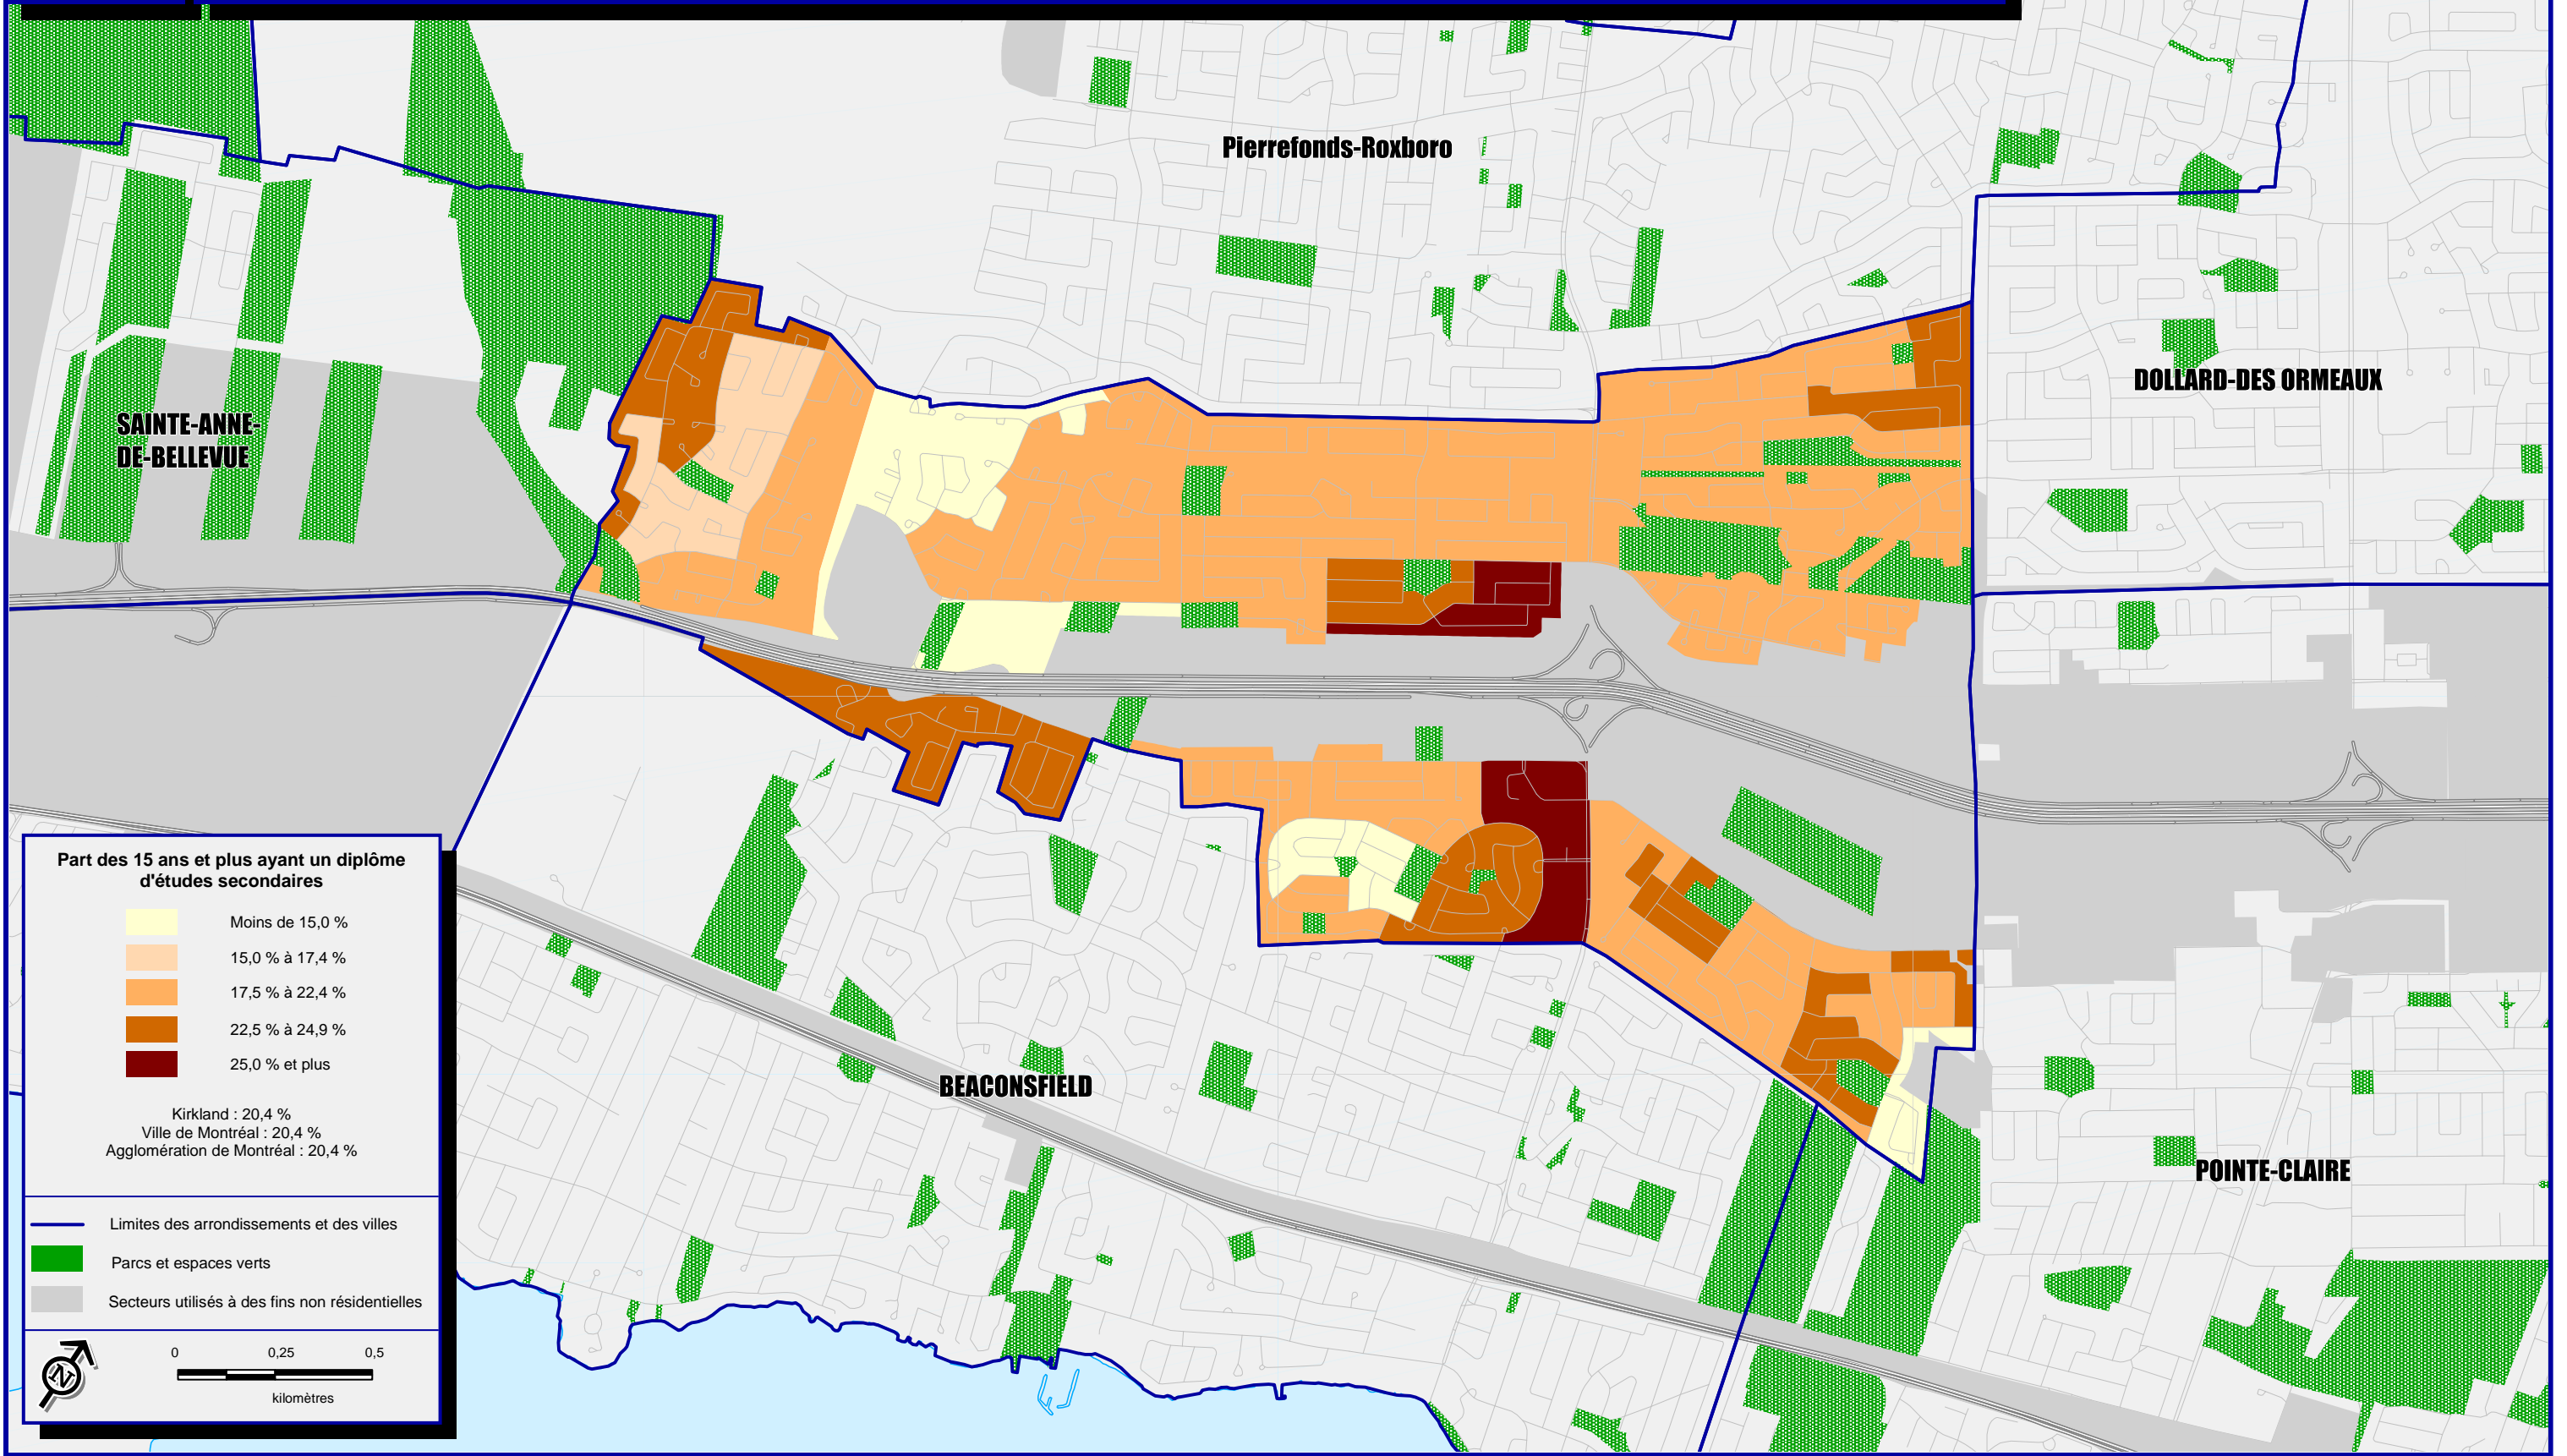 Pierrefonds-Roxboro
DOLLARD-DES ORMEAUX
SAINTE-ANNE-
DE-BELLEVUE
BEACONSFIELD
POINTE-CLAIRE
Part des 15 ans et plus ayant un diplôme
d'études secondaires
Moins de 15,0 %
15,0 % à 17,4 %
17,5 % à 22,4 %
22,5 % à 24,9 %
25,0 % et plus
Kirkland : 20,4 %
Ville de Montréal : 20,4 %
Agglomération de Montréal : 20,4 %
Limites des arrondissements et des villes
Parcs et espaces verts
Secteurs utilisés à des fins non résidentielles
N
0 0,25 0,5
kilomètres